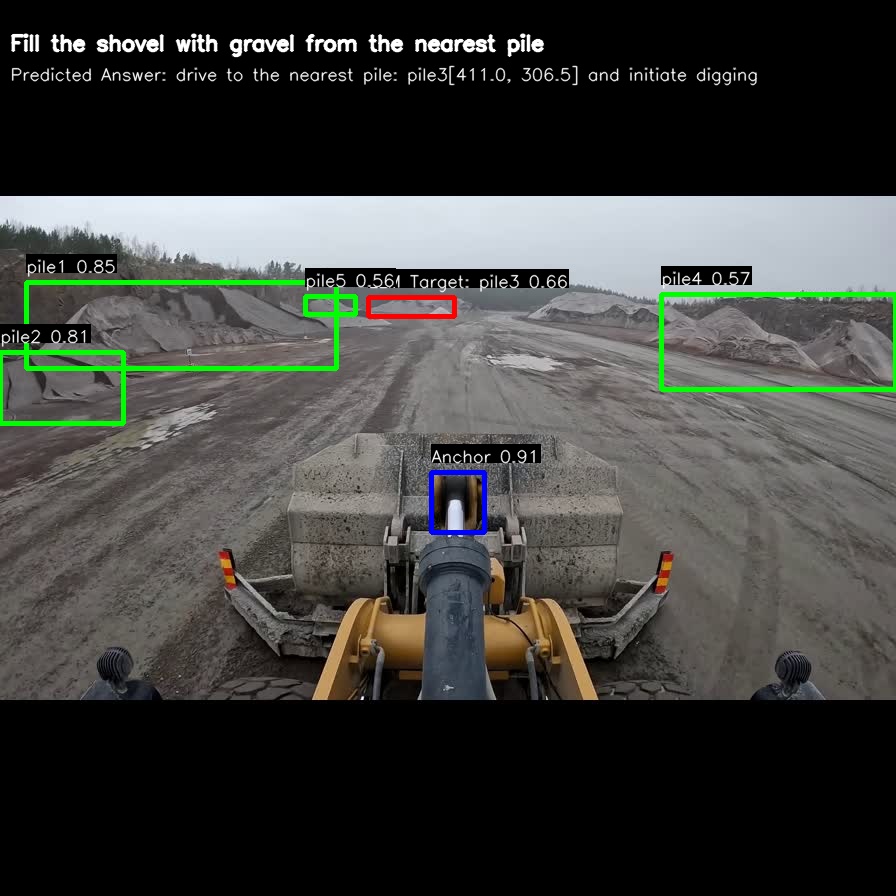 Fill the shovel with gravel from the nearest pile
Predicted Answer: drive to the nearest pile: pile3[411.0, 306.5] and initiate digging
pile1 0.85
pile5 0.56
Target: pile3 0.66
pile4 0.57
pile2 0.81
Anchor 0.91